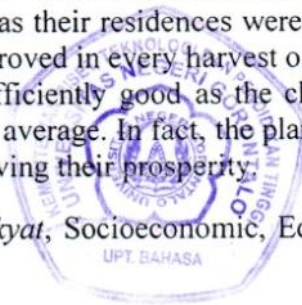 as their residences were
roved in every harvest o
fficiently good as the cl
average. In fact, the pla
ving their prosperity.
kyat, Socioeconomic, Ec
UPT. BAHASA